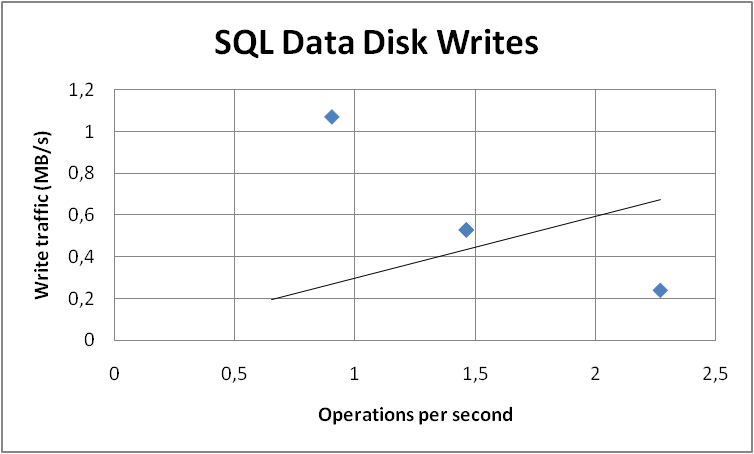 SQL Data Disk Writes
1,2
1
0,8
0,6
0,4
0,2
0
Write traffic (MB/s)
0 0,5 1 1,5 2 2,5
Operations per second